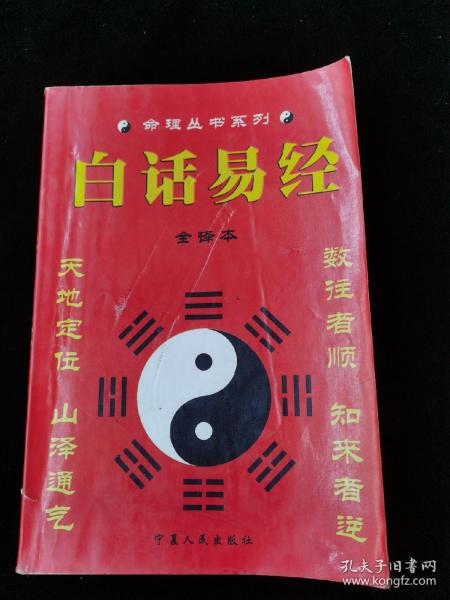 命理丛书系列
白话易经
全译本
数往者顺 知来者逆
天地定位 山泽通气
宁夏人民出版社
孔夫子旧书网
www.kongfz.com